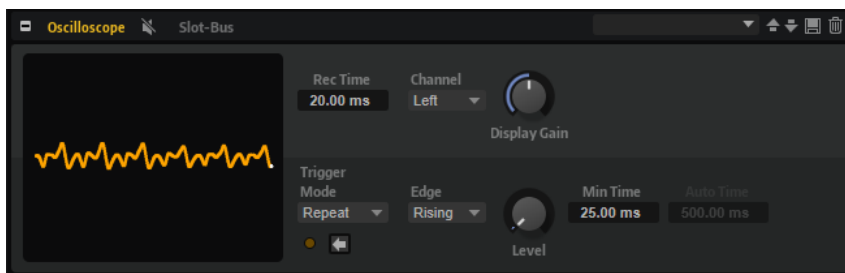 Oscilloscope Slot-Bus
Rec Time Channel
20.00 ms Left
Display Gain
Trigger
Mode Edge Min Time Auto Time
Repeat Rising 25.00 ms 500.00 ms
Level